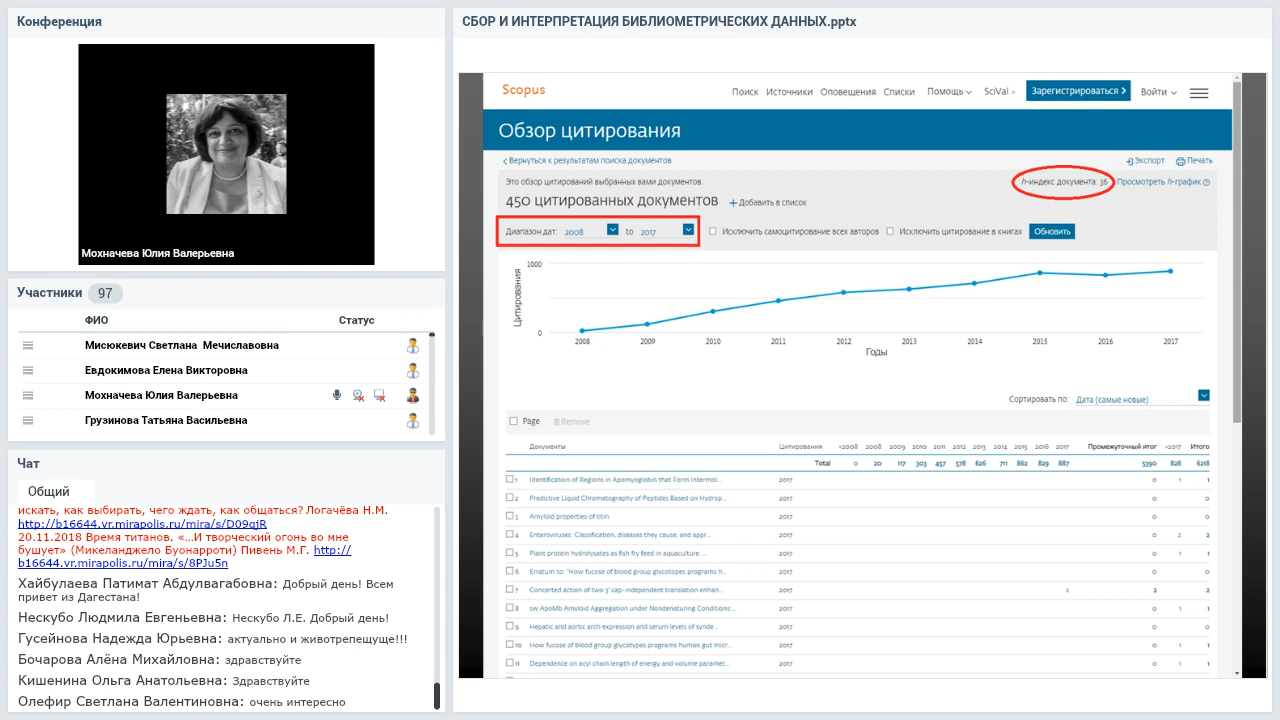 Конференция
Мохначева Юлия Валерьевна
Участники 97
ФИО Статус
Мисюкевич Светлана Мечиславовна
Евдокимова Елена Викторовна
Мохначева Юлия Валерьевна
Грузинова Татьяна Васильевна
Чат
Общий
искать, как выбирать, чего ждать, как общаться? Логачёва Н.М.
http://b16644.vr.mirapolis.ru/mira/s/D09qjR
20.11.2018 Время титанов. «...И творческий огонь во мне
бушует» (Микеланджело Буонарроти) Пивень М.Г. http://
b16644.vr.mirapolis.ru/mira/s/8PJu5n
Хайбулаева Патимат Абдулвагабовна: Добрый день! Всем
привет из Дагестана!
Нескубо Людмила Евгеньевна: Нескубо Л.Е. Добрый день!
Гусейнова Надежда Юрьевна: актуально и животрепещуще!!!
Бочарова Алёна Михайловна: здравствуйте
Кишенина Ольга Анатольевна: Здравствуйте
Олефир Светлана Валентиновна: очень интересно
СБОР И ИНТЕРПРЕТАЦИЯ БИБЛИОМЕТРИЧЕСКИХ ДАННЫХ.pptx
Scopus Поиск Источники Оповещения Списки Помощь SciVal Зарегистрироваться Войти
Обзор цитирования
Вернуться к результатам поиска документов Экспорт Печать
Это обзор цитирований выбранных вами документов. h-индекс документа: 36 Просмотреть h-график
450 цитированных документов Добавить в список
Диапазон дат: 2008 to 2017 Исключить самоцитирование всех авторов Исключить цитирование в книгах Обновить
Цитирования
1000
0
2008 2009 2010 2011 2012 2013 2014 2015 2016 2017
Годы
Сортировать по: Дата (самые новые)
Page Remove
Документы Цитирования <2008 2008 2009 2010 2011 2012 2013 2014 2015 2016 2017 Промежуточный итог >2017 Итого
Total 0 20 117 303 457 578 626 711 862 829 887 5390 828 6218
1 Identification of Regions in Apomyoglobin that Form Intermol... 2017 0 1 1
2 Predictive Liquid Chromatography of Peptides Based on Hydrop... 2017 0 0
3 Amyloid properties of titin 2017 0 0
4 Enteroviruses: Classification, diseases they cause, and appr... 2017 0 2 2
5 Plant protein hydrolysates as fish fry feed in aquaculture. ... 2017 0 1 1
6 Erratum to: "How fucose of blood group glycotopes programs h... 2017 0 0
7 Concerted action of two 3' cap-independent translation enhan... 2017 2 2 2
8 sw ApoMb Amyloid Aggregation under Nondenaturing Conditions:... 2017 0 1 1
9 Hepatic and aortic arch expression and serum levels of synde... 2017 0 0
10 How fucose of blood group glycotopes programs human gut micr... 2017 0 1 1
11 Dependence on acyl chain length of energy and volume paramet... 2017 0 1 1